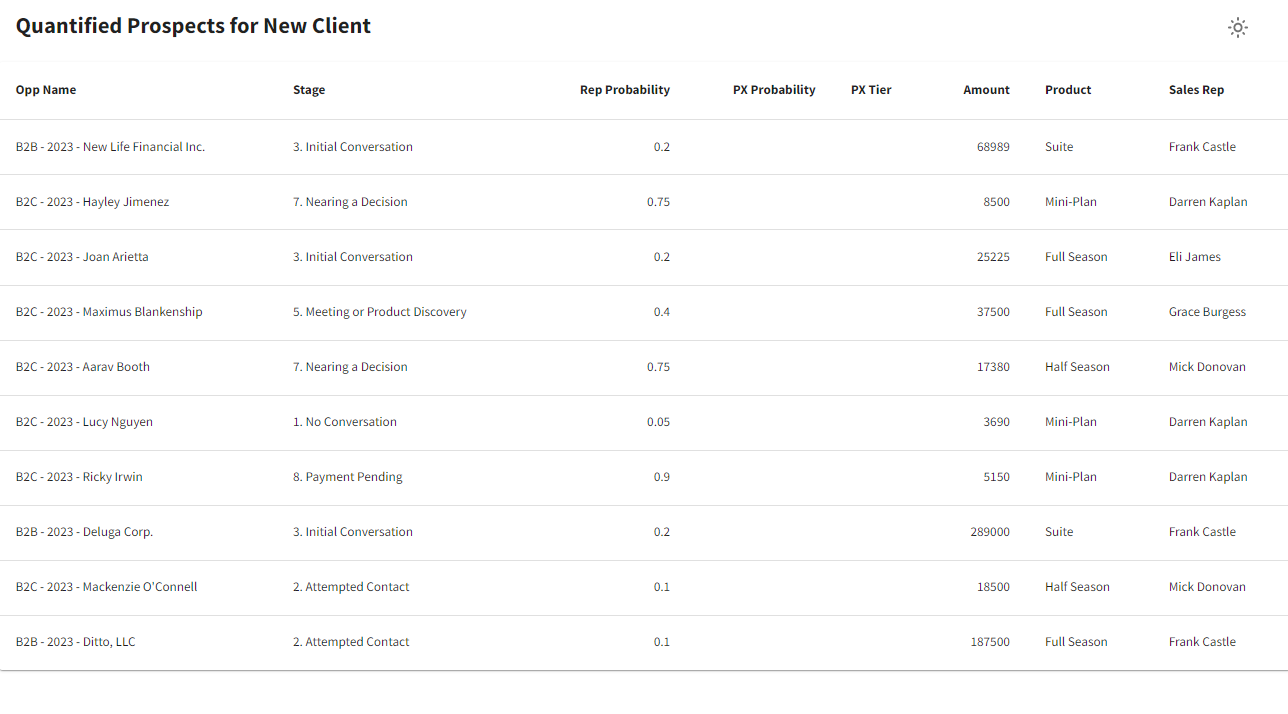 Quantified Prospects for New Client
Opp Name Stage Rep Probability PX Probability PX Tier Amount Product Sales Rep
B2B - 2023 - New Life Financial Inc. 3. Initial Conversation 0.2 68989 Suite Frank Castle
B2C - 2023 - Hayley Jimenez 7. Nearing a Decision 0.75 8500 Mini-Plan Darren Kaplan
B2C - 2023 - Joan Arietta 3. Initial Conversation 0.2 25225 Full Season Eli James
B2C - 2023 - Maximus Blankenship 5. Meeting or Product Discovery 0.4 37500 Full Season Grace Burgess
B2C - 2023 - Aarav Booth 7. Nearing a Decision 0.75 17380 Half Season Mick Donovan
B2C - 2023 - Lucy Nguyen 1. No Conversation 0.05 3690 Mini-Plan Darren Kaplan
B2C - 2023 - Ricky Irwin 8. Payment Pending 0.9 5150 Mini-Plan Darren Kaplan
B2B - 2023 - Deluga Corp. 3. Initial Conversation 0.2 289000 Suite Frank Castle
B2C - 2023 - Mackenzie O'Connell 2. Attempted Contact 0.1 18500 Half Season Mick Donovan
B2B - 2023 - Ditto, LLC 2. Attempted Contact 0.1 187500 Full Season Frank Castle